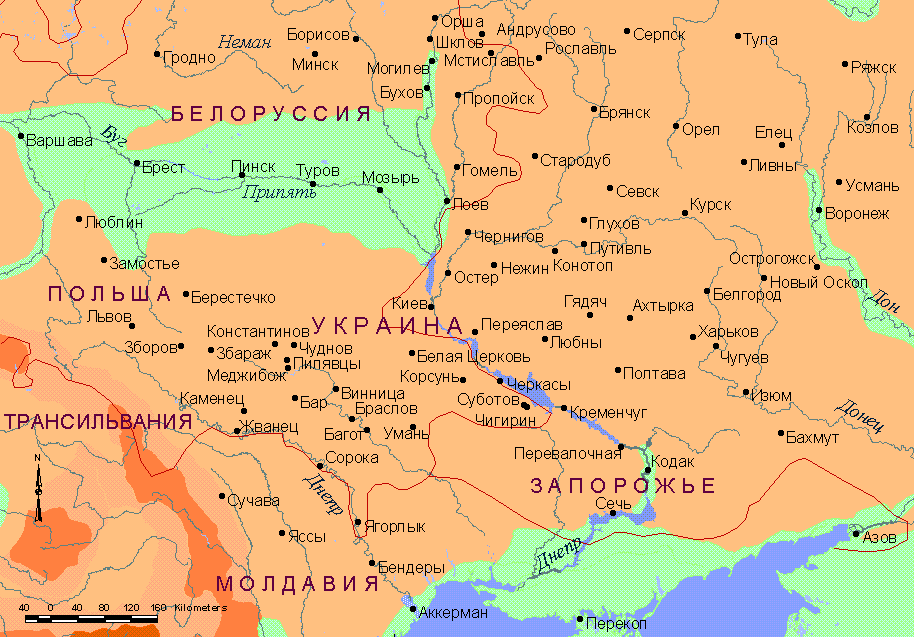 Орша
Андрусово
Серпск
Тула
Неман
Борисов
Шклов
Мстиславль
Рославль
Гродно
Минск
Могилев
Ряжск
Бухов
Пропойск
Брянск
БЕЛОРУССИЯ
Орел
Елец
Козлов
Варшава
Буг
Брест
Пинск
Туров
Мозырь
Гомель
Стародуб
Ливны
Припять
Севск
Усмань
Лоев
Курск
Воронеж
Люблин
Глухов
Чернигов
Путивль
Замостье
Остер
Нежин
Конотоп
Острогожск
Новый Оскол
ПОЛЬША
Берестечко
Киев
Гядяч
Ахтырка
Белгород
Дон
Львов
Константинов
УКРАИНА
Переяслав
Харьков
Зборов
Збараж
Чуднов
Пилявцы
Белая Церковь
Любны
Чугуев
Меджибож
Корсунь
Черкасы
Полтава
Каменец
Бар
Винница
Браслов
Суботов
Чигирин
Кременчуг
Изюм
Донец
ТРАНСИЛЬВАНИЯ
Жванец
Багот
Умань
Бахмут
Сорока
Перевалочная
Кодак
N
Днепр
ЗАПОРОЖЬЕ
Сучава
Сечь
Ягорлык
Яссы
Днепр
Азов
Бендеры
МОЛДАВИЯ
40 0 40 80 120 160 Kilometers
Аккерман
Перекоп